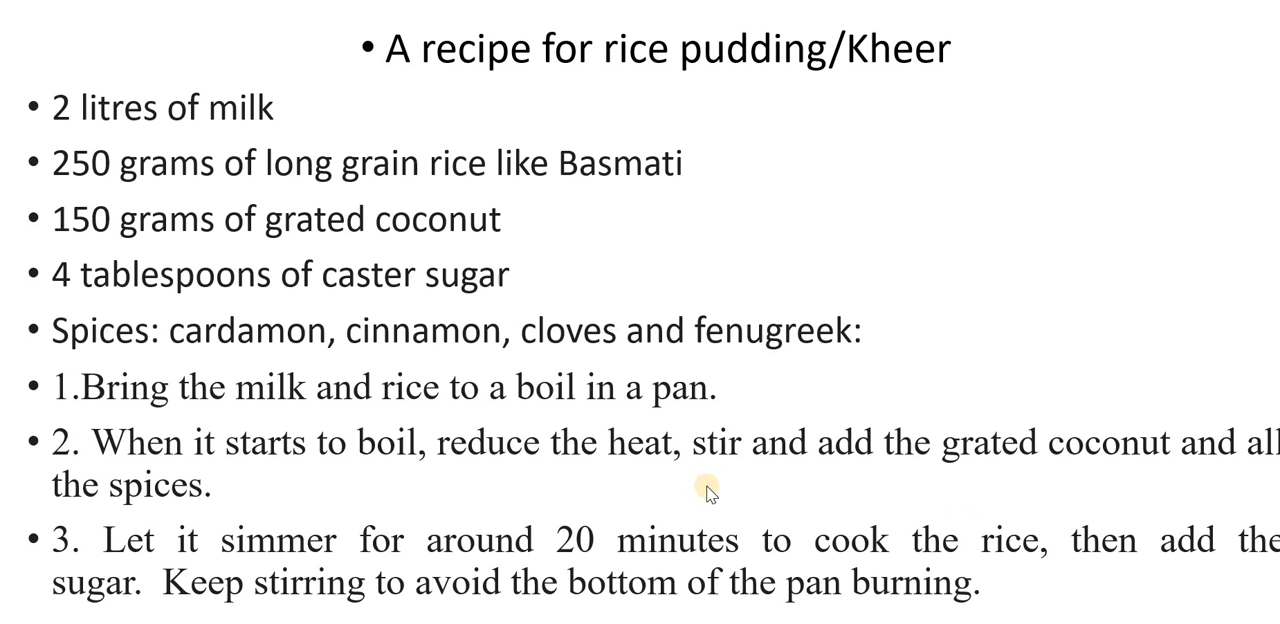 • A recipe for rice pudding/Kheer
• 2 litres of milk
• 250 grams of long grain rice like Basmati
• 150 grams of grated coconut
• 4 tablespoons of caster sugar
• Spices: cardamon, cinnamon, cloves and fenugreek:
• 1.Bring the milk and rice to a boil in a pan.
• 2. When it starts to boil, reduce the heat, stir and add the grated coconut and all
the spices.
• 3. Let it simmer for around 20 minutes to cook the rice, then add the
sugar. Keep stirring to avoid the bottom of the pan burning.